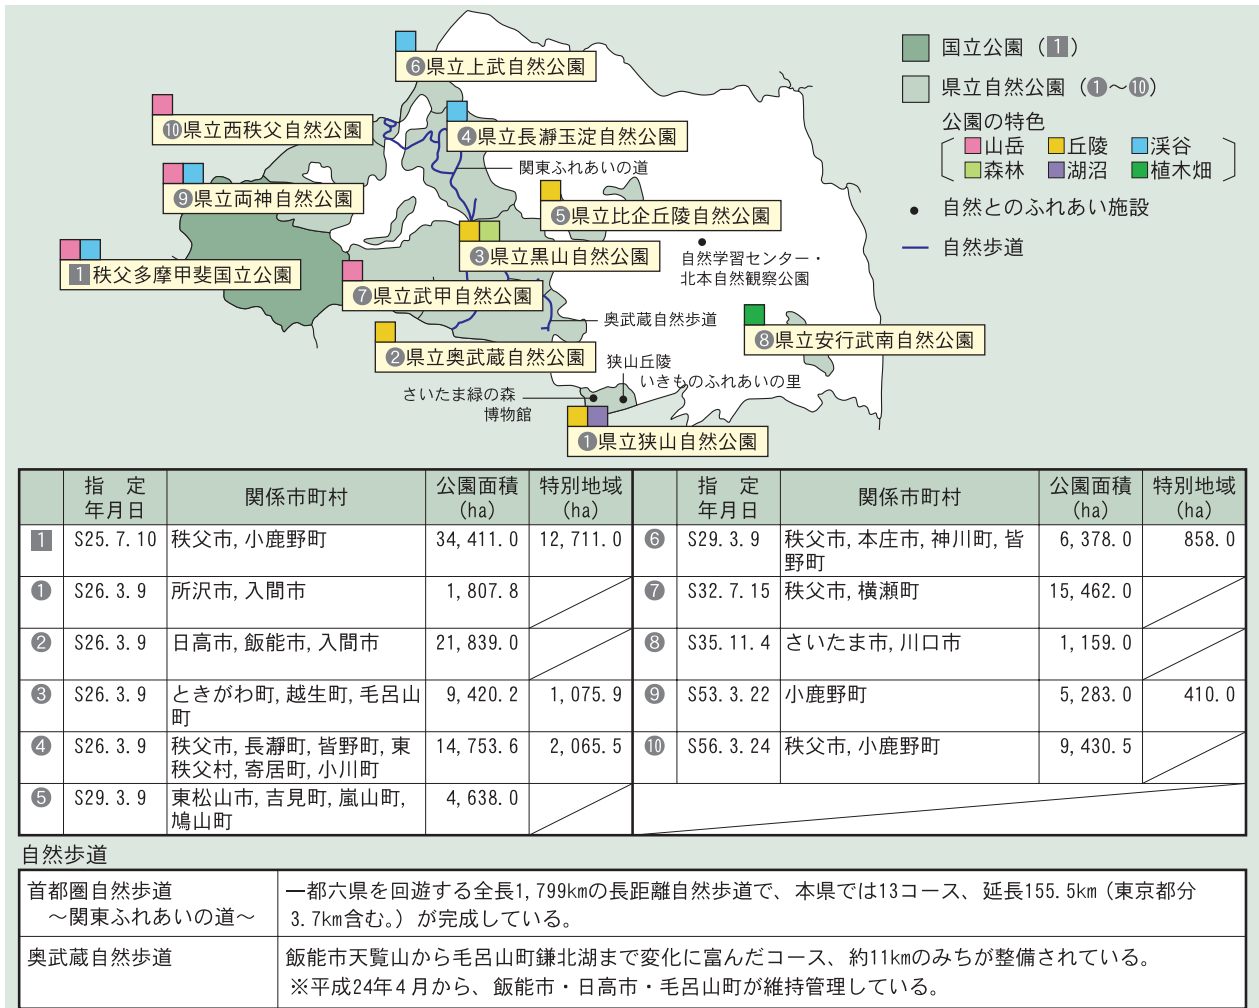 ⑥県立上武自然公園
⑩県立西秩父自然公園
④県立長瀞玉淀自然公園
関東ふれあいの道
⑨県立両神自然公園
⑤県立比企丘陵自然公園
③県立黒山自然公園
1秩父多摩甲斐国立公園
⑦県立武甲自然公園
自然学習センター・
北本自然観察公園
奥武蔵自然歩道
⑧県立安行武南自然公園
②県立奥武蔵自然公園
狭山丘陵
いきものふれあいの里
さいたま緑の森
博物館
①県立狭山自然公園
国立公園（1）
県立自然公園（①～⑩）
公園の特色
山岳 丘陵 渓谷
森林 湖沼 植木畑
自然とのふれあい施設
自然歩道
指定年月日 関係市町村 公園面積(ha) 特別地域(ha) 指定年月日 関係市町村 公園面積(ha) 特別地域(ha)
1 S25.7.10 秩父市,小鹿野町 34,411.0 12,711.0
① S26.3.9 所沢市,入間市 1,807.8
② S26.3.9 日高市,飯能市,入間市 21,839.0
③ S26.3.9 ときがわ町,越生町,毛呂山
町 9,420.2 1,075.9
④ S26.3.9 秩父市,長瀞町,皆野町,東
秩父村,寄居町,小川町 14,753.6 2,065.5
⑤ S29.3.9 東松山市,吉見町,嵐山町,
鳩山町 4,638.0
⑥ S29.3.9 秩父市,本庄市,神川町,皆
野町 6,378.0 858.0
⑦ S32.7.15 秩父市,横瀬町 15,462.0
⑧ S35.11.4 さいたま市,川口市 1,159.0
⑨ S53.3.22 小鹿野町 5,283.0 410.0
⑩ S56.3.24 秩父市,小鹿野町 9,430.5
自然歩道
首都圏自然歩道
～関東ふれあいの道～
一都六県を回遊する全長1,799kmの長距離自然歩道で、本県では13コース、延長155.5km（東京都分
3.7km含む。）が完成している。
奥武蔵自然歩道
飯能市天覧山から毛呂山町鎌北湖まで変化に富んだコース、約11kmのみちが整備されている。
※平成24年4月から、飯能市・日高市・毛呂山町が維持管理している。